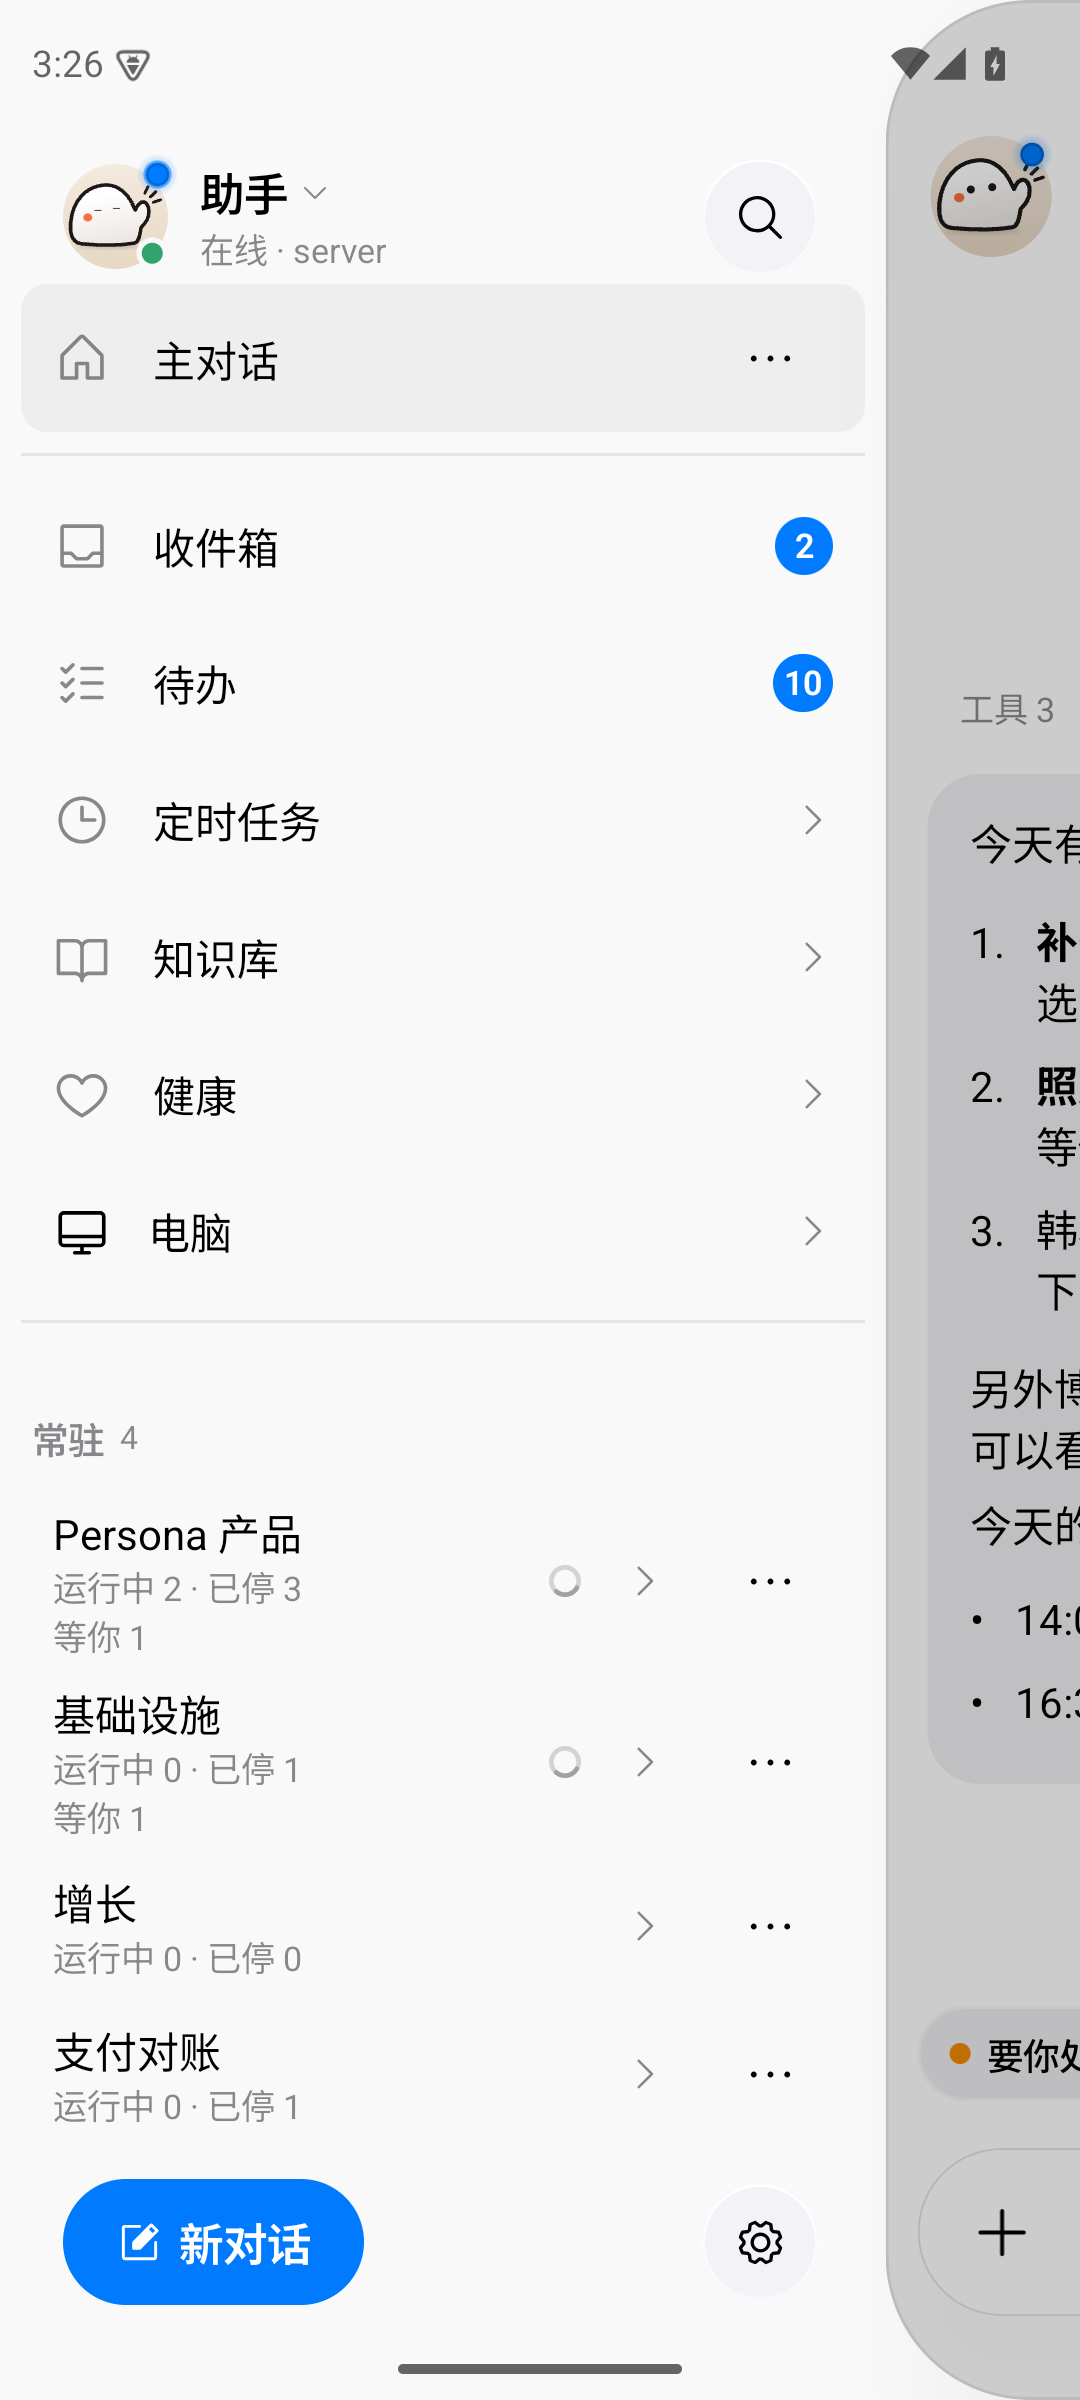 3:26
助手
在线 · server
主对话
收件箱
2
待办
10
定时任务
知识库
健康
电脑
常驻 4
Persona 产品
运行中 2 · 已停 3
等你 1
基础设施
运行中 0 · 已停 1
等你 1
增长
运行中 0 · 已停 0
支付对账
运行中 0 · 已停 1
新对话
工具 3
今天有
1. 补
选
2. 照
等
3. 韩
下
另外博
可以看
今天的
• 14:0
• 16:3
要你处